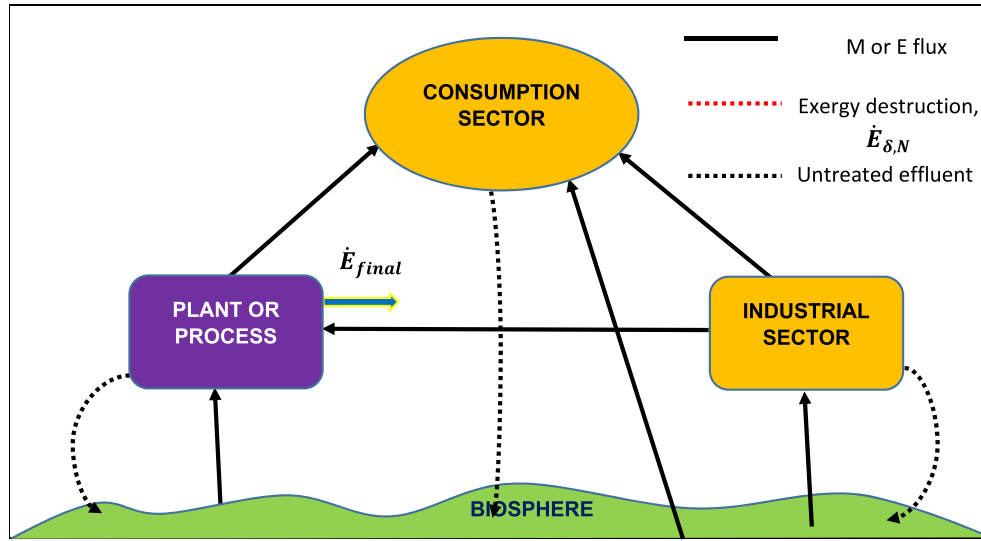 CONSUMPTION
SECTOR
M or E flux
Exergy destruction,
Ė_{δ,N}
Untreated effluent
Ė_{final}
PLANT OR
PROCESS
INDUSTRIAL
SECTOR
BIOSPHERE